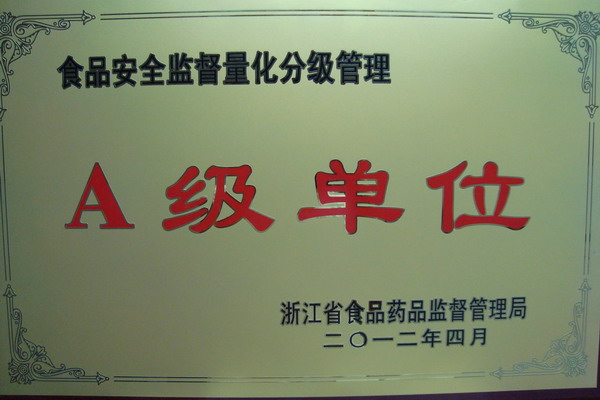 食品安全监督量化分级管理
A级单位
浙江省食品药品监督管理局
二〇一二年四月